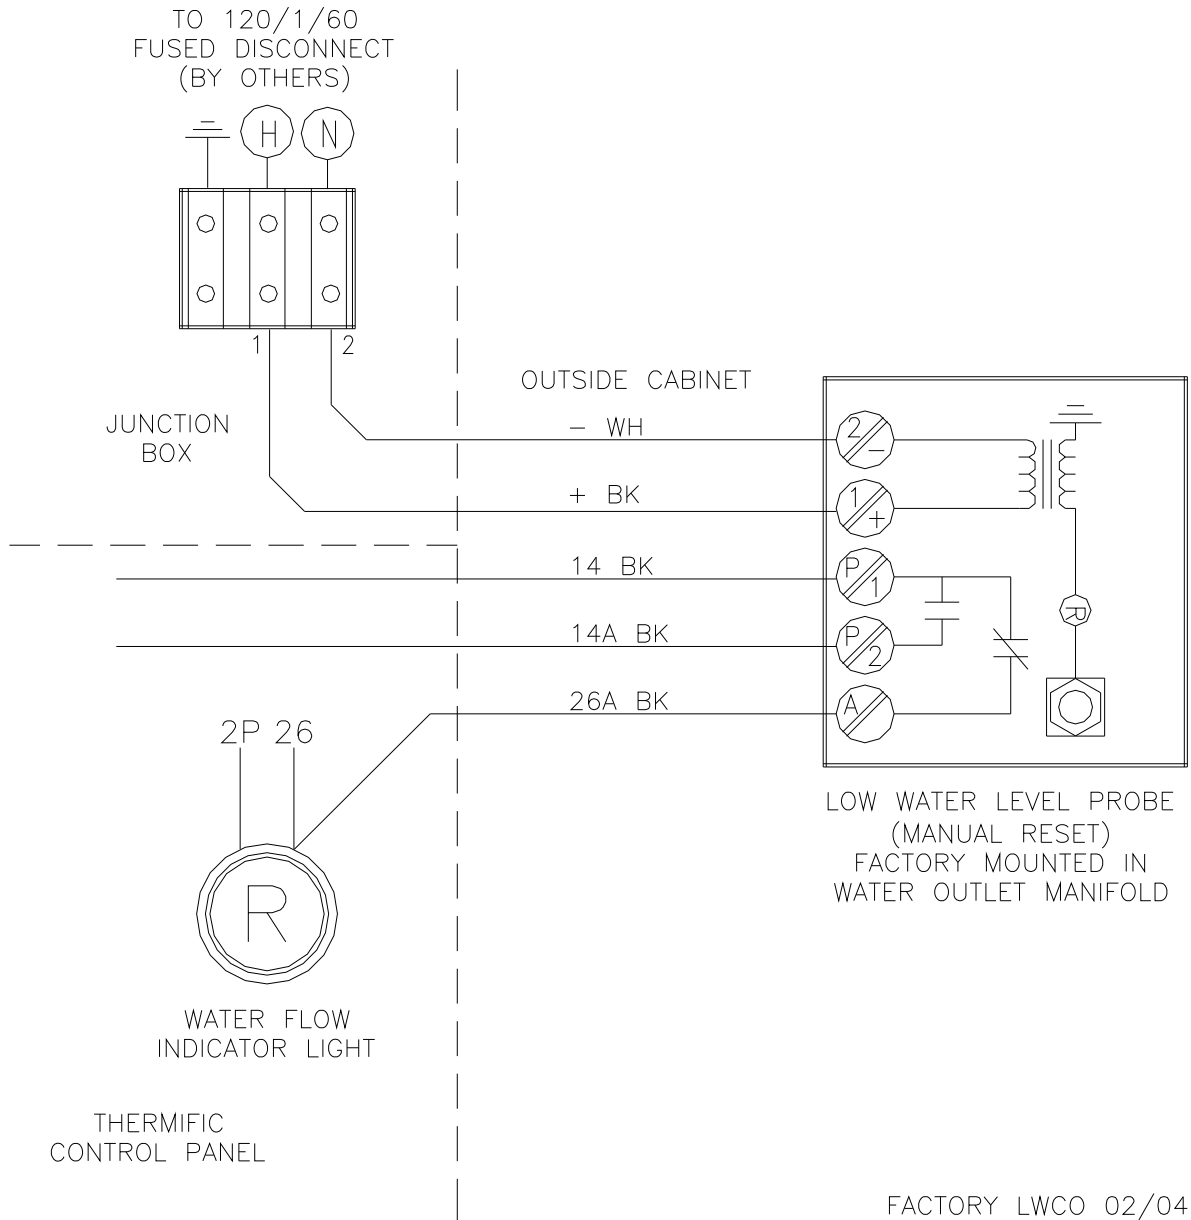 TO 120/1/60
FUSED DISCONNECT
(BY OTHERS)
H N
1 2
JUNCTION
BOX
OUTSIDE CABINET
- WH
+ BK
14 BK
14A BK
26A BK
2 -
1 +
P 1
P 2
A
R
2P 26
R
LOW WATER LEVEL PROBE
(MANUAL RESET)
FACTORY MOUNTED IN
WATER OUTLET MANIFOLD
WATER FLOW
INDICATOR LIGHT
THERMIFIC
CONTROL PANEL
FACTORY LWCO 02/04